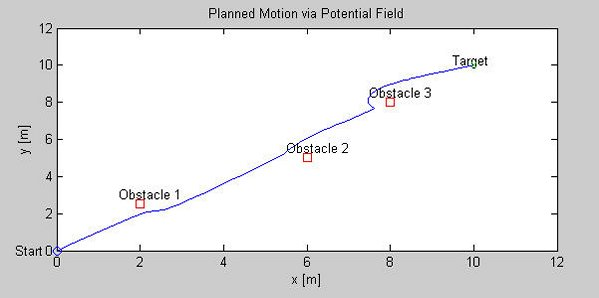 Planned Motion via Potential Field
12
10
Target
Obstacle 3
8
6
Obstacle 2
y [m]
4
Obstacle 1
2
Start 0
0 2 4 6 8 10 12
x [m]